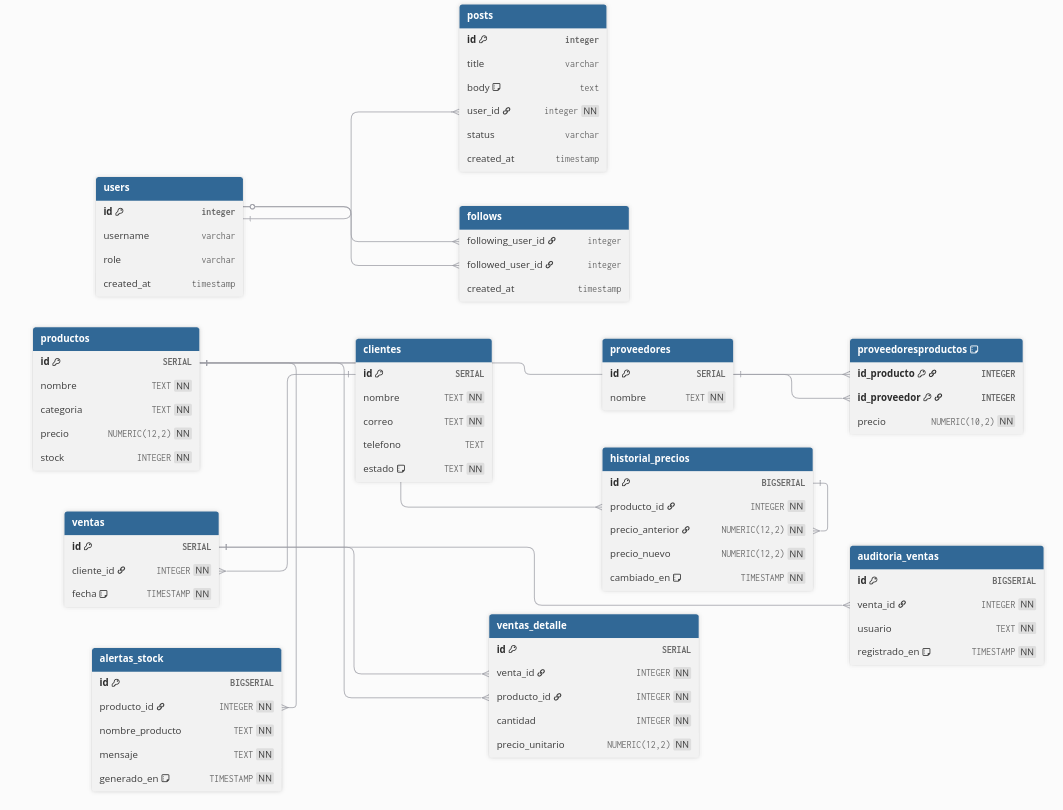 posts
id integer
title varchar
body text
user_id integer NN
status varchar
created_at timestamp
users
id integer
username varchar
role varchar
created_at timestamp
follows
following_user_id integer
followed_user_id integer
created_at timestamp
productos
id SERIAL
nombre TEXT NN
categoria TEXT NN
precio NUMERIC(12,2) NN
stock INTEGER NN
clientes
id SERIAL
nombre TEXT NN
correo TEXT NN
telefono TEXT
estado TEXT NN
proveedores
id SERIAL
nombre TEXT NN
proveedoresproductos
id_producto INTEGER
id_proveedor INTEGER
precio NUMERIC(10,2) NN
historial_precios
id BIGSERIAL
producto_id INTEGER NN
precio_anterior NUMERIC(12,2) NN
precio_nuevo NUMERIC(12,2) NN
cambiado_en TIMESTAMP NN
ventas
id SERIAL
cliente_id INTEGER NN
fecha TIMESTAMP NN
auditoria_ventas
id BIGSERIAL
venta_id INTEGER NN
usuario TEXT NN
registrado_en TIMESTAMP NN
ventas_detalle
id SERIAL
venta_id INTEGER NN
producto_id INTEGER NN
cantidad INTEGER NN
precio_unitario NUMERIC(12,2) NN
alertas_stock
id BIGSERIAL
producto_id INTEGER NN
nombre_producto TEXT NN
mensaje TEXT NN
generado_en TIMESTAMP NN